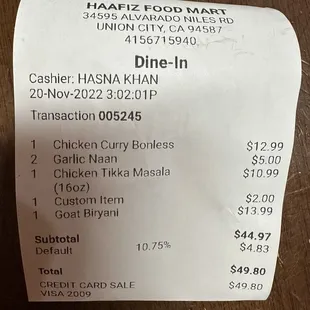 HAAFIZ FOOD MART
34595 ALVARADO NILES RD
UNION CITY, CA 94587
4156715940
Dine-In
Cashier: HASNA KHAN
20-Nov-2022 3:02:01P
Transaction 005245
1 Chicken Curry Bonless $12.99
2 Garlic Naan $5.00
1 Chicken Tikka Masala $10.99
(16oz)
1 Custom Item $2.00
1 Goat Biryani $13.99
Subtotal $44.97
Default 10.75% $4.83
Total $49.80
CREDIT CARD SALE $49.80
VISA 2009